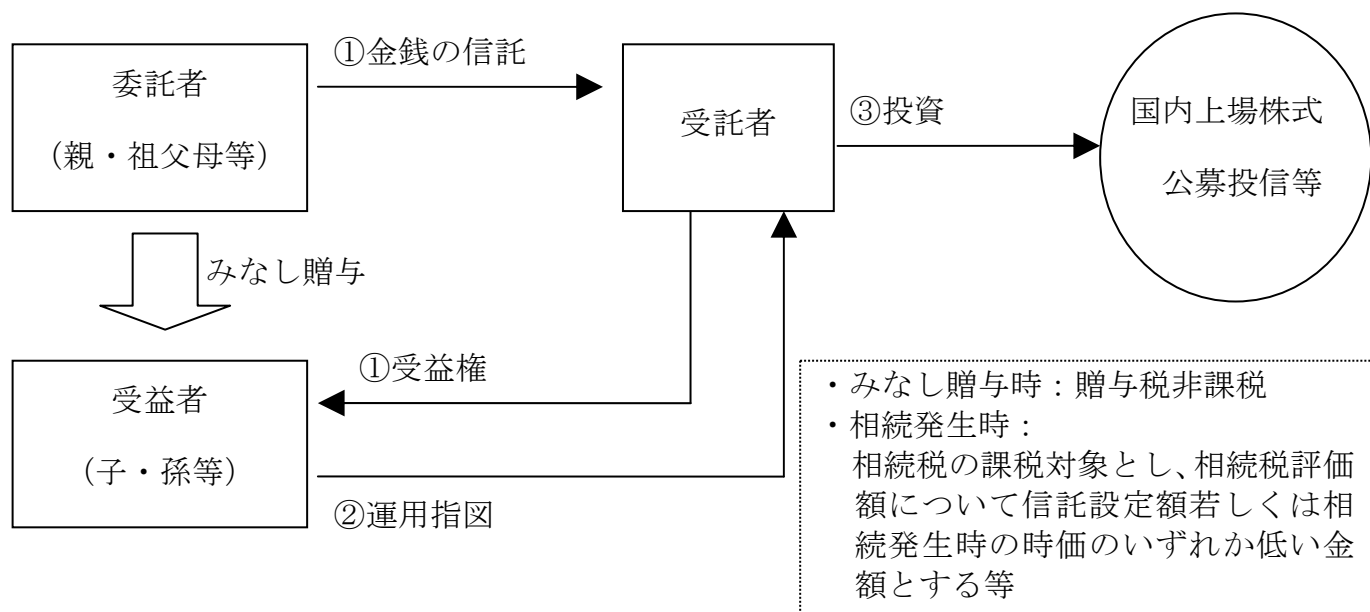 ①金銭の信託
委託者
(親・祖父母等)
受託者
③投資
国内上場株式
公募投信等
みなし贈与
①受益権
受益者
(子・孫等)
②運用指図
・みなし贈与時：贈与税非課税
・相続発生時：
相続税の課税対象とし、相続税評価
額について信託設定額若しくは相
続発生時の時価のいずれか低い金
額とする等